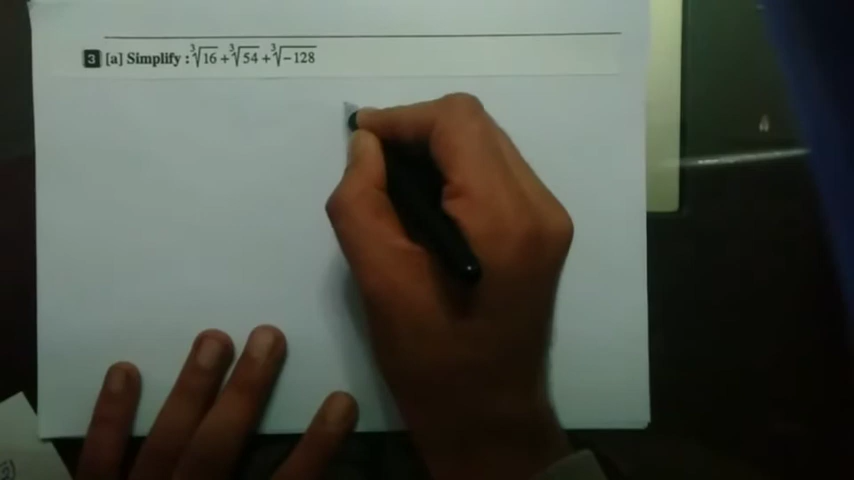 3 [a] Simplify : ∛16 + ∛54 + ∛-128